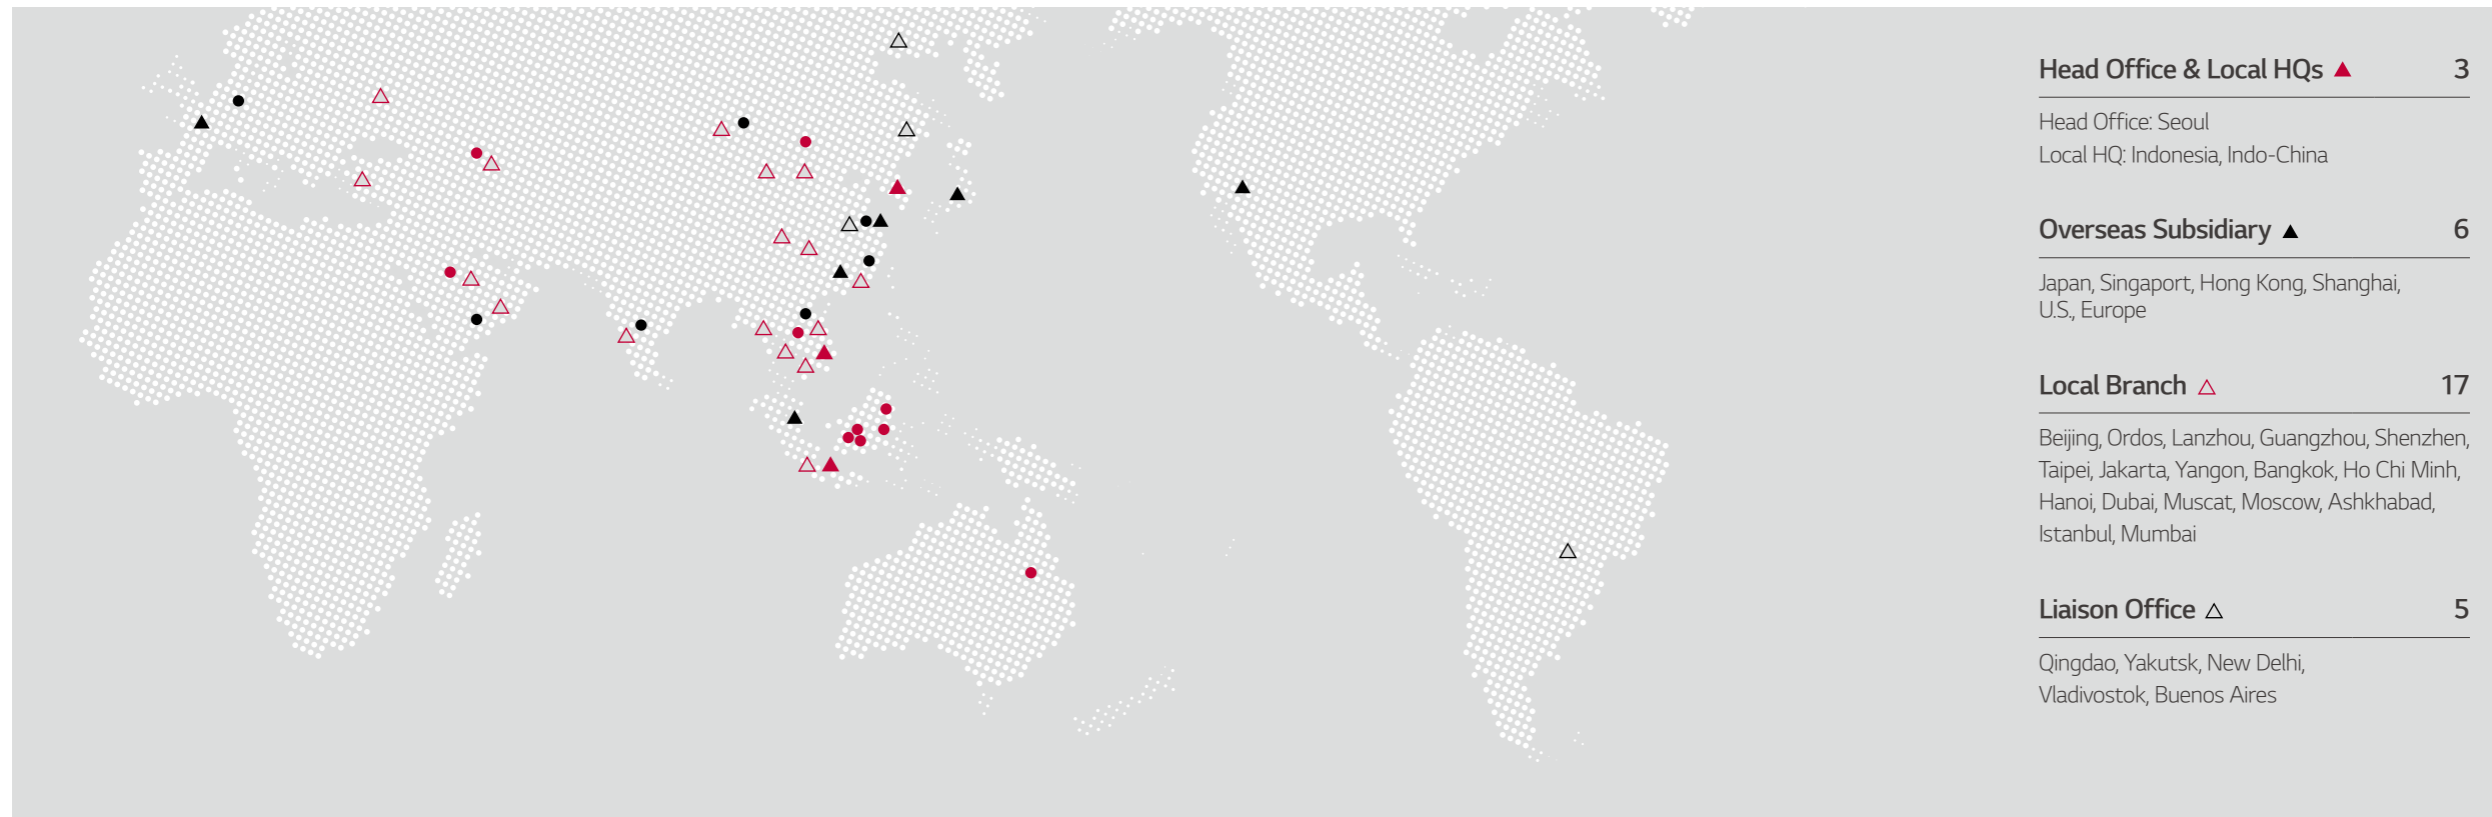 Head Office & Local HQs 3
Head Office: Seoul
Local HQ: Indonesia, Indo-China
Overseas Subsidiary 6
Japan, Singaport, Hong Kong, Shanghai,
U.S., Europe
Local Branch 17
Beijing, Ordos, Lanzhou, Guangzhou, Shenzhen,
Taipei, Jakarta, Yangon, Bangkok, Ho Chi Minh,
Hanoi, Dubai, Muscat, Moscow, Ashkhabad,
Istanbul, Mumbai
Liaison Office 5
Qingdao, Yakutsk, New Delhi,
Vladivostok, Buenos Aires